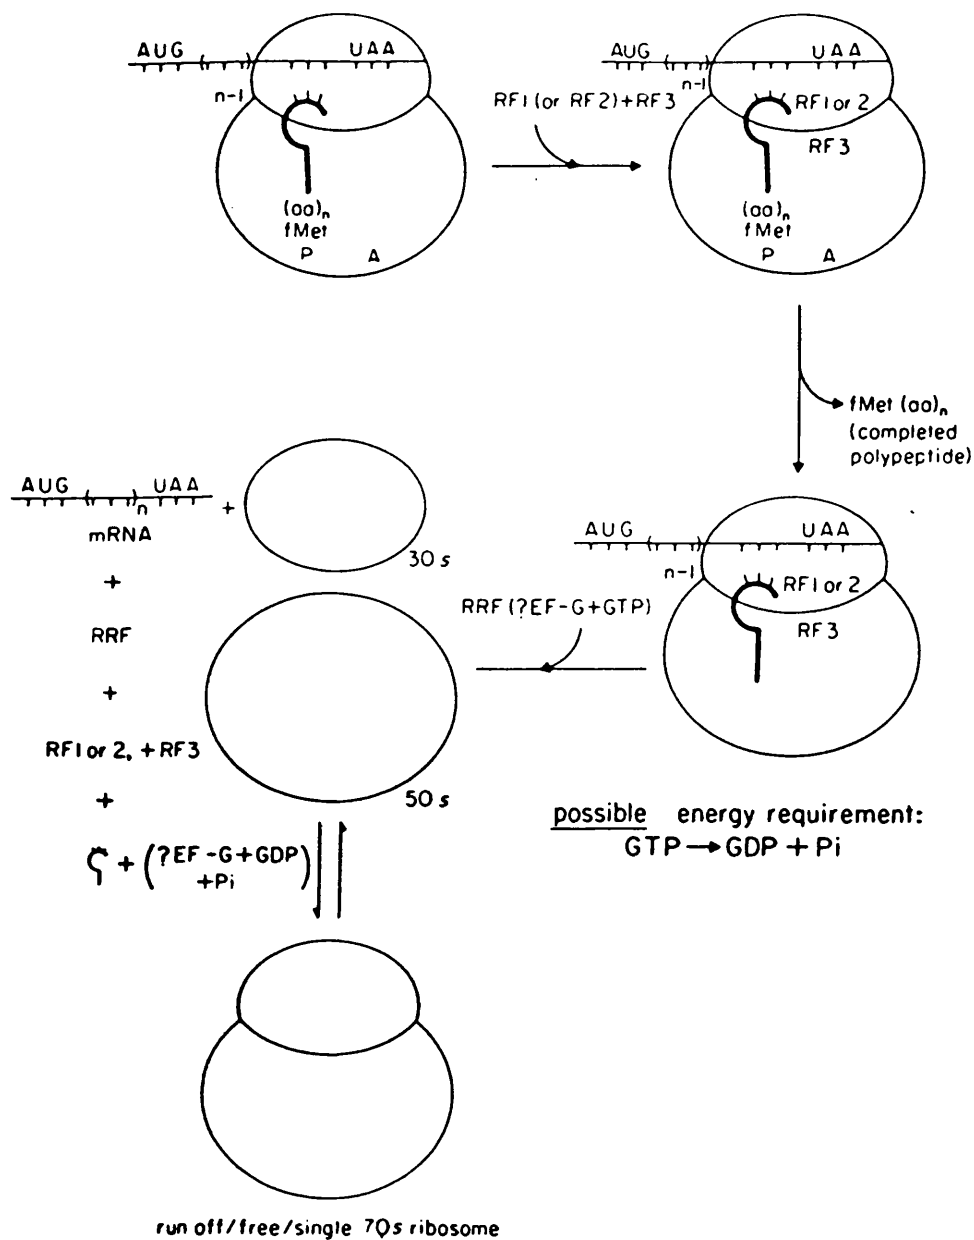 AUG UAA
n-1
(aa)n
fMet
P A
RF1 (or RF2)+RF3
AUG UAA
n-1
RF1 or 2
RF3
(aa)n
fMet
P A
fMet (aa)n
(completed
polypeptide)
AUG UAA
n-1
RF1 or 2
RF3
RRF(?EF-G+GTP)
possible energy requirement:
GTP→GDP + Pi
AUG n UAA
mRNA
+
30s
+
RRF
+
RF1 or 2, +RF3
+
50s
+ (?EF-G+GDP
+Pi)
run off/free/single 70s ribosome